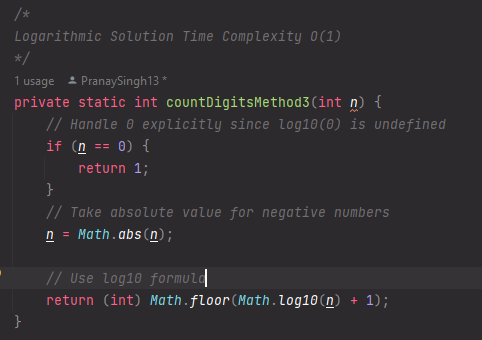 /*
Logarithmic Solution Time Complexity O(1)
*/
1 usage PranaySingh13 *
private static int countDigitsMethod3(int n) {
// Handle 0 explicitly since log10(0) is undefined
if (n == 0) {
return 1;
}
// Take absolute value for negative numbers
n = Math.abs(n);
// Use log10 formula
return (int) Math.floor(Math.log10(n) + 1);
}